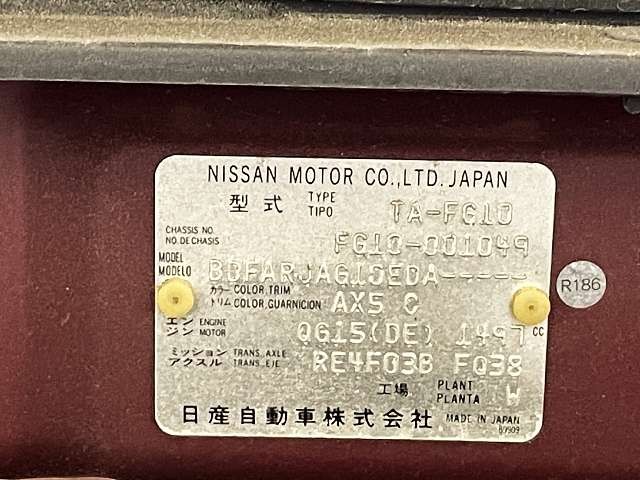 NISSAN MOTOR CO.,LTD. JAPAN
型式 TYPE TIPO TA-FG10
CHASSIS NO. NO. DE CHASIS FG10-001049
MODEL MODELO BBFARJAG10EDA-----
カラー COLOR,TRIM
トリム COLOR,GUARNICION AX5 G
エンジン ENGINE MOTOR QG15(DE) 1497 CC
ミッション TRANS. AXLE
アクスル TRANS. EJE RE4F03B FQ38
工場 PLANT PLANTA W
日産自動車株式会社 MADE IN JAPAN
R186